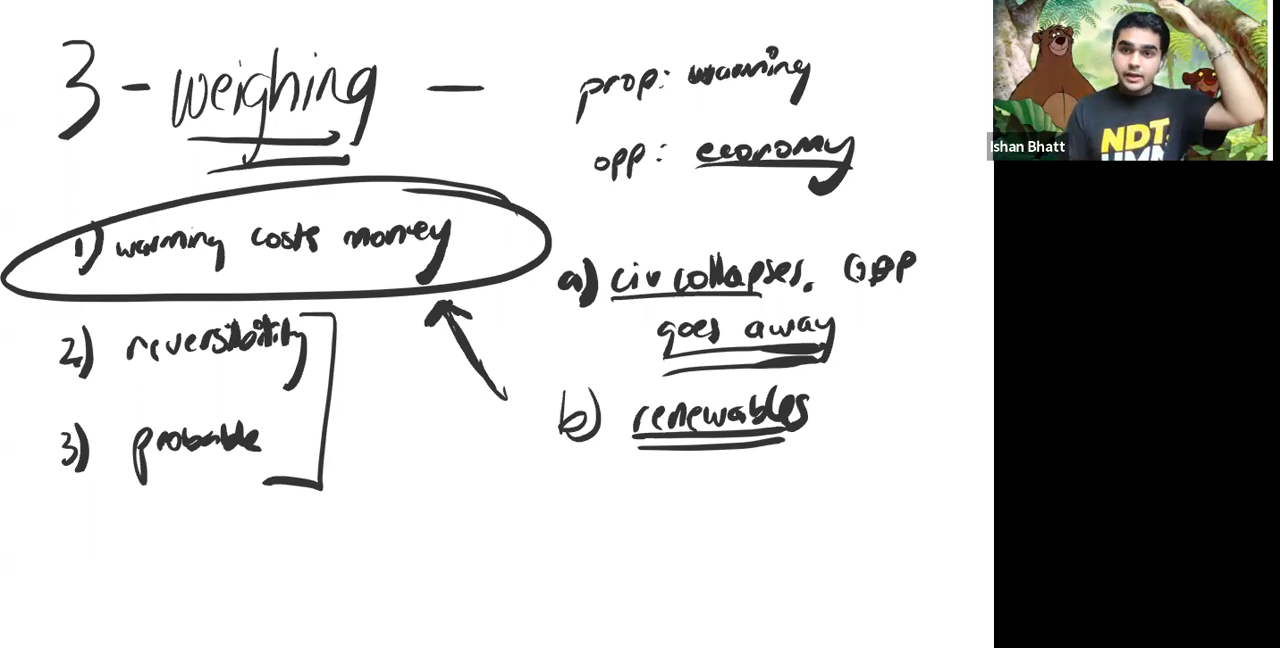 3 - weighing -
prop: warming
opp: economy
1) warming costs money
2) reversibility
3) probable
a) civ collapses. GDP
goes away
b) renewables
Ishan Bhatt
NDT.
UMN